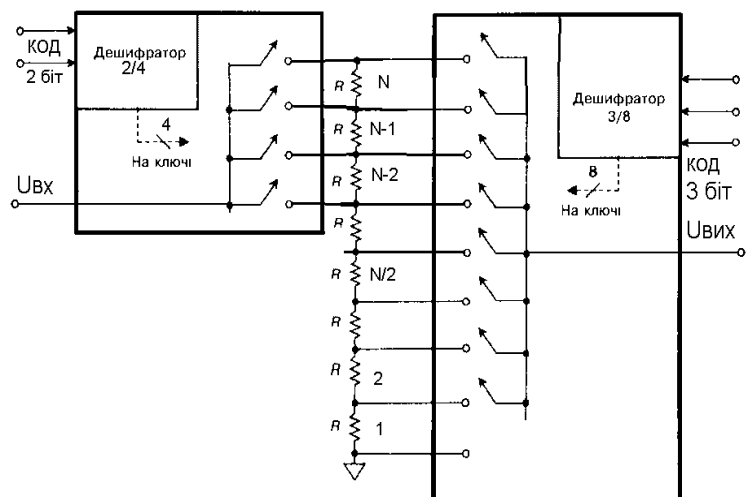 КОД
2 біт
Дешифратор
2/4
4
На ключі
Uвх
R N
R N-1
R N-2
R
R N/2
R
R 2
R 1
Дешифратор
3/8
8
На ключі
КОД
3 біт
Uвих